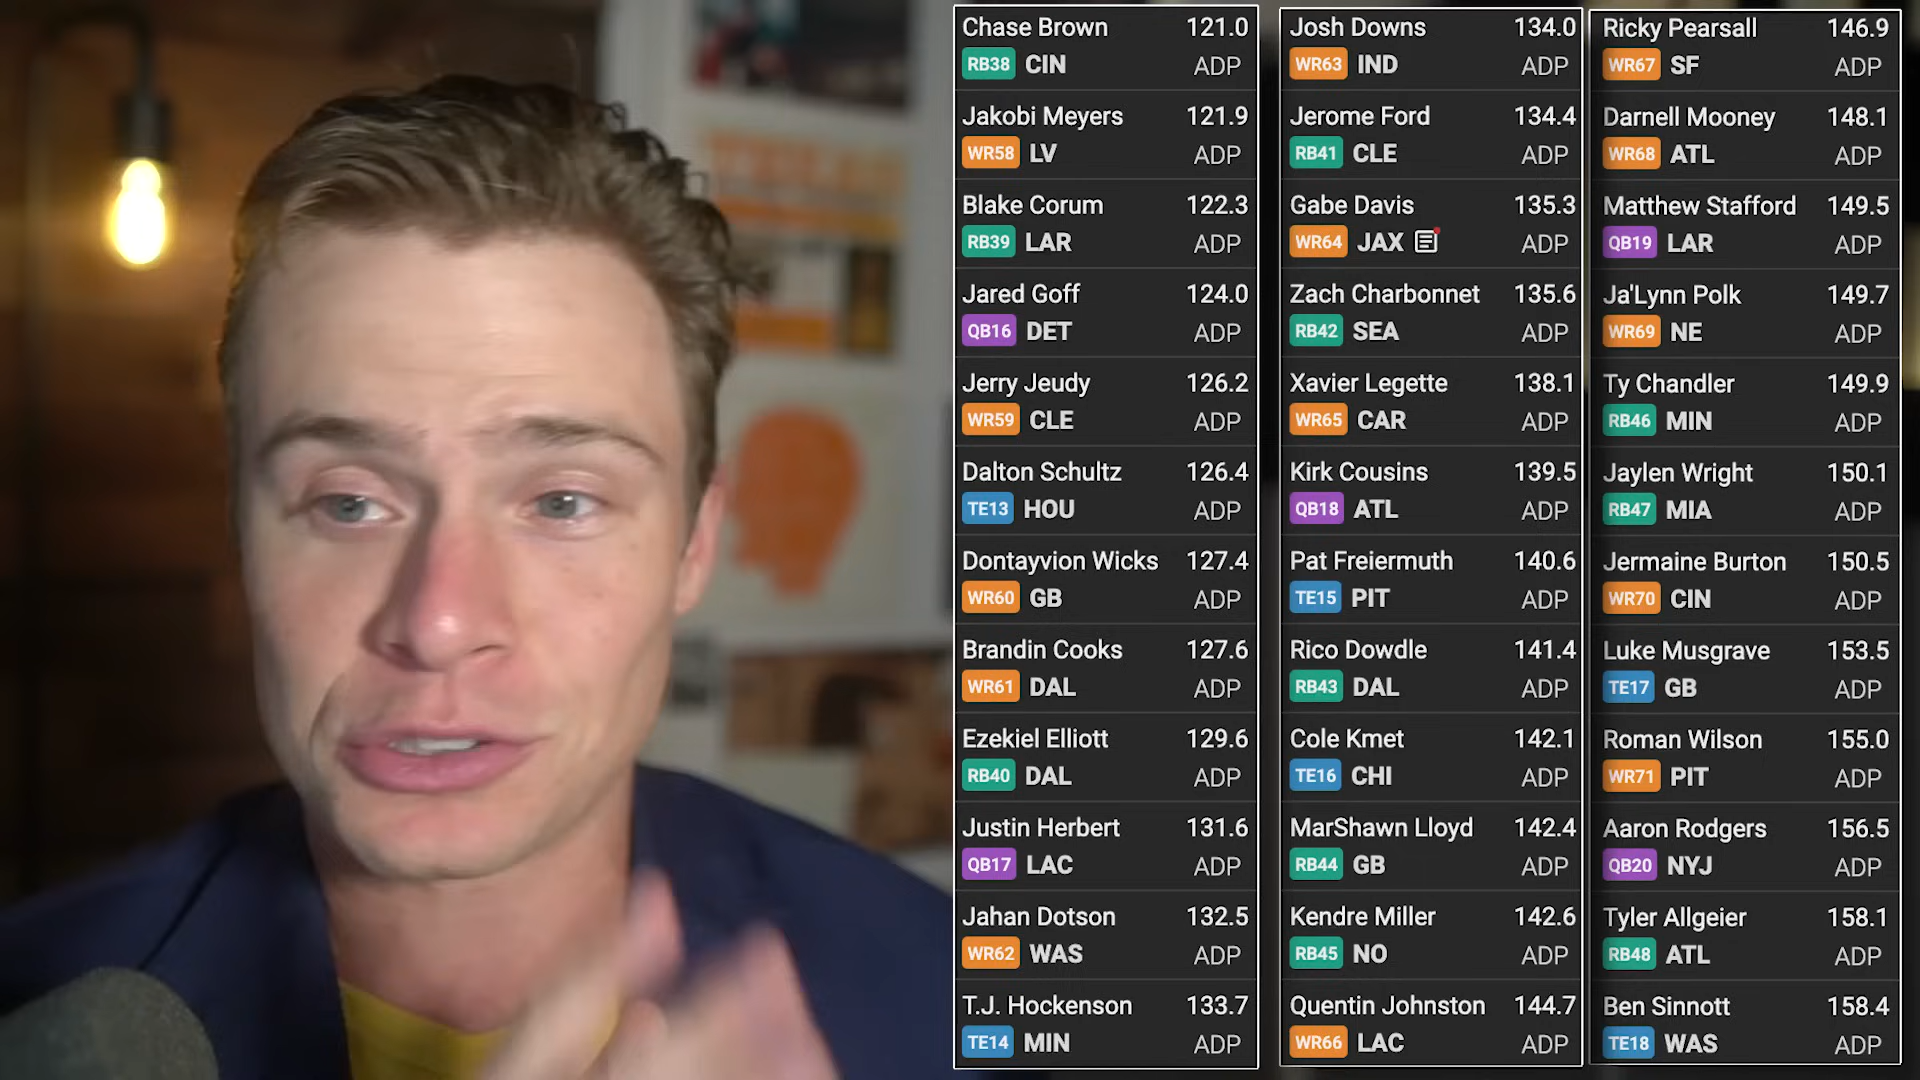 Chase Brown 121.0
RB38 CIN ADP
Jakobi Meyers 121.9
WR58 LV ADP
Blake Corum 122.3
RB39 LAR ADP
Jared Goff 124.0
QB16 DET ADP
Jerry Jeudy 126.2
WR59 CLE ADP
Dalton Schultz 126.4
TE13 HOU ADP
Dontayvion Wicks 127.4
WR60 GB ADP
Brandin Cooks 127.6
WR61 DAL ADP
Ezekiel Elliott 129.6
RB40 DAL ADP
Justin Herbert 131.6
QB17 LAC ADP
Jahan Dotson 132.5
WR62 WAS ADP
T.J. Hockenson 133.7
TE14 MIN ADP
Josh Downs 134.0
WR63 IND ADP
Jerome Ford 134.4
RB41 CLE ADP
Gabe Davis 135.3
WR64 JAX ADP
Zach Charbonnet 135.6
RB42 SEA ADP
Xavier Legette 138.1
WR65 CAR ADP
Kirk Cousins 139.5
QB18 ATL ADP
Pat Freiermuth 140.6
TE15 PIT ADP
Rico Dowdle 141.4
RB43 DAL ADP
Cole Kmet 142.1
TE16 CHI ADP
MarShawn Lloyd 142.4
RB44 GB ADP
Kendre Miller 142.6
RB45 NO ADP
Quentin Johnston 144.7
WR66 LAC ADP
Ricky Pearsall 146.9
WR67 SF ADP
Darnell Mooney 148.1
WR68 ATL ADP
Matthew Stafford 149.5
QB19 LAR ADP
Ja'Lynn Polk 149.7
WR69 NE ADP
Ty Chandler 149.9
RB46 MIN ADP
Jaylen Wright 150.1
RB47 MIA ADP
Jermaine Burton 150.5
WR70 CIN ADP
Luke Musgrave 153.5
TE17 GB ADP
Roman Wilson 155.0
WR71 PIT ADP
Aaron Rodgers 156.5
QB20 NYJ ADP
Tyler Allgeier 158.1
RB48 ATL ADP
Ben Sinnott 158.4
TE18 WAS ADP